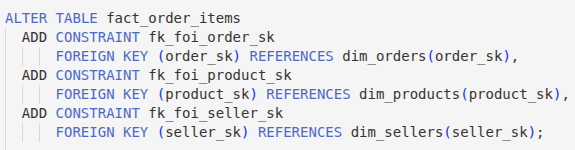 ALTER TABLE fact_order_items
ADD CONSTRAINT fk_foi_order_sk
FOREIGN KEY (order_sk) REFERENCES dim_orders(order_sk),
ADD CONSTRAINT fk_foi_product_sk
FOREIGN KEY (product_sk) REFERENCES dim_products(product_sk),
ADD CONSTRAINT fk_foi_seller_sk
FOREIGN KEY (seller_sk) REFERENCES dim_sellers(seller_sk);